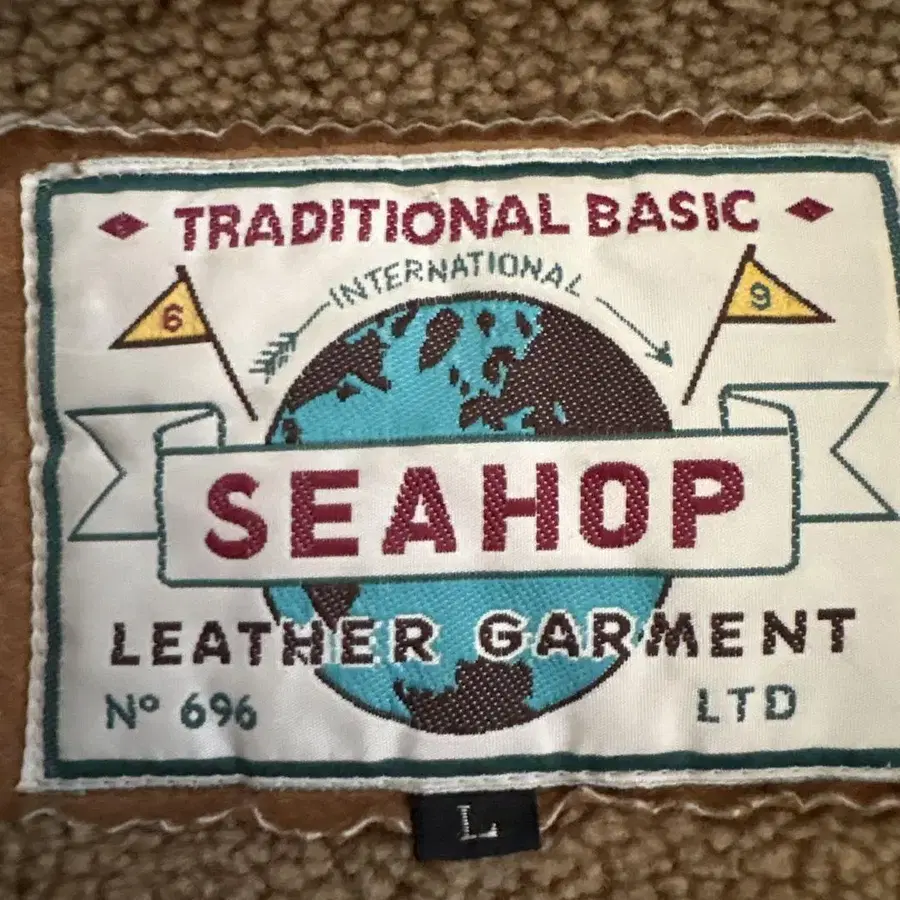 TRADITIONAL BASIC
INTERNATIONAL
6
9
SEAHOP
LEATHER GARMENT
Nº 696
LTD
L